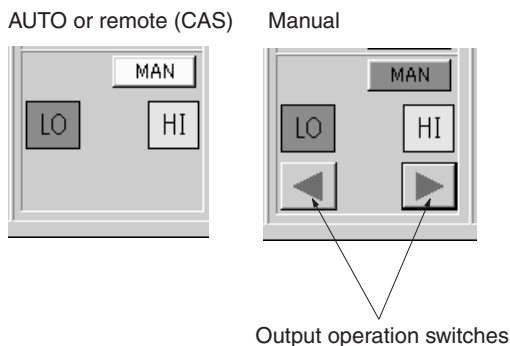 AUTO or remote (CAS) Manual
MAN MAN
LO HI LO HI
Output operation switches